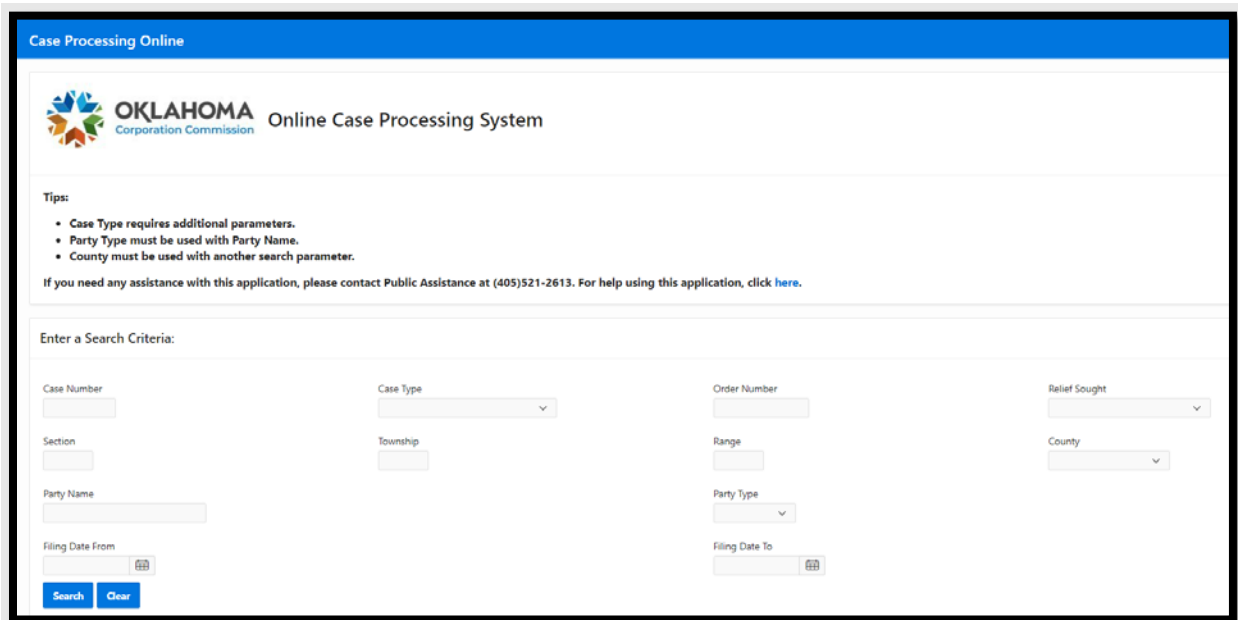 Case Processing Online
OKLAHOMA
Corporation Commission
Online Case Processing System
Tips:
• Case Type requires additional parameters.
• Party Type must be used with Party Name.
• County must be used with another search parameter.
If you need any assistance with this application, please contact Public Assistance at (405)521-2613. For help using this application, click here.
Enter a Search Criteria:
Case Number Case Type Order Number Relief Sought
Section Township Range County
Party Name Party Type
Filing Date From Filing Date To
Search Clear